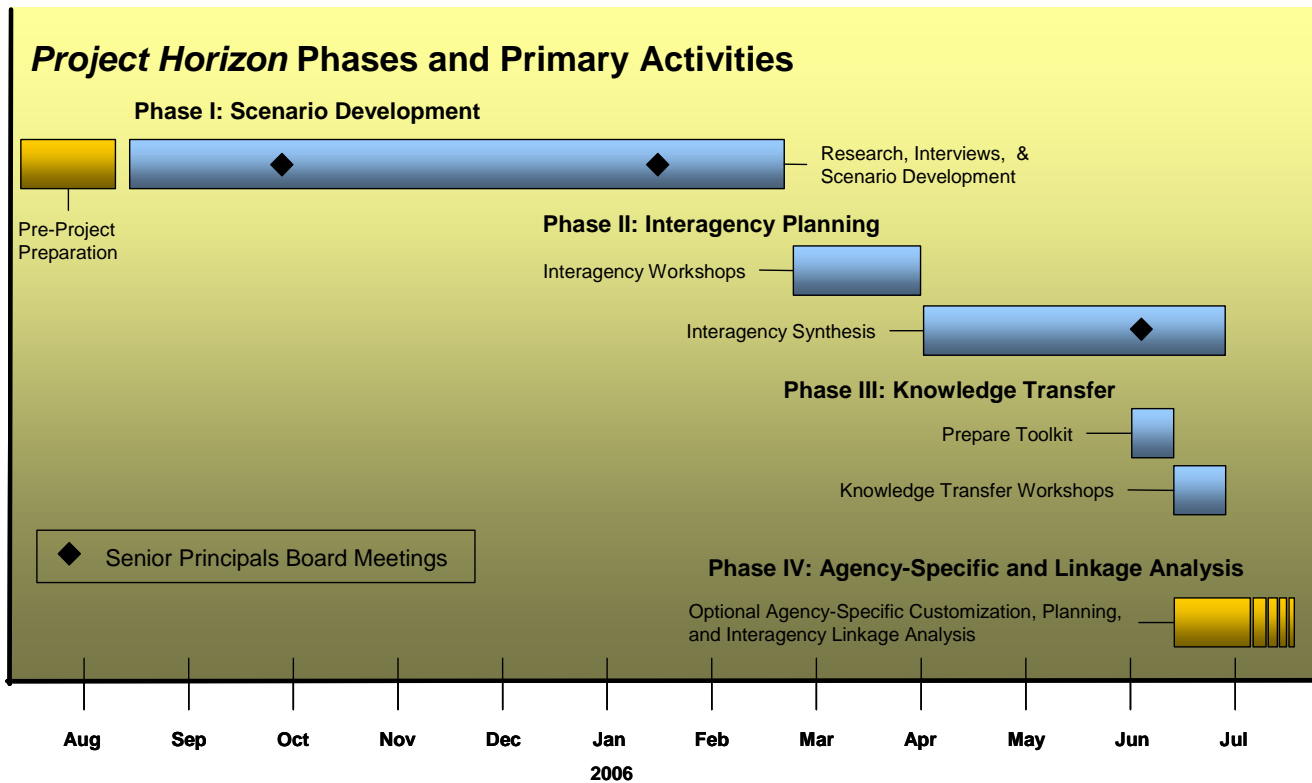 Project Horizon Phases and Primary Activities
Phase I: Scenario Development
Research, Interviews, &
Scenario Development
Pre-Project
Preparation
Phase II: Interagency Planning
Interagency Workshops
Interagency Synthesis
Phase III: Knowledge Transfer
Prepare Toolkit
Knowledge Transfer Workshops
Senior Principals Board Meetings
Phase IV: Agency-Specific and Linkage Analysis
Optional Agency-Specific Customization, Planning,
and Interagency Linkage Analysis
Aug Sep Oct Nov Dec Jan Feb Mar Apr May Jun Jul
2006